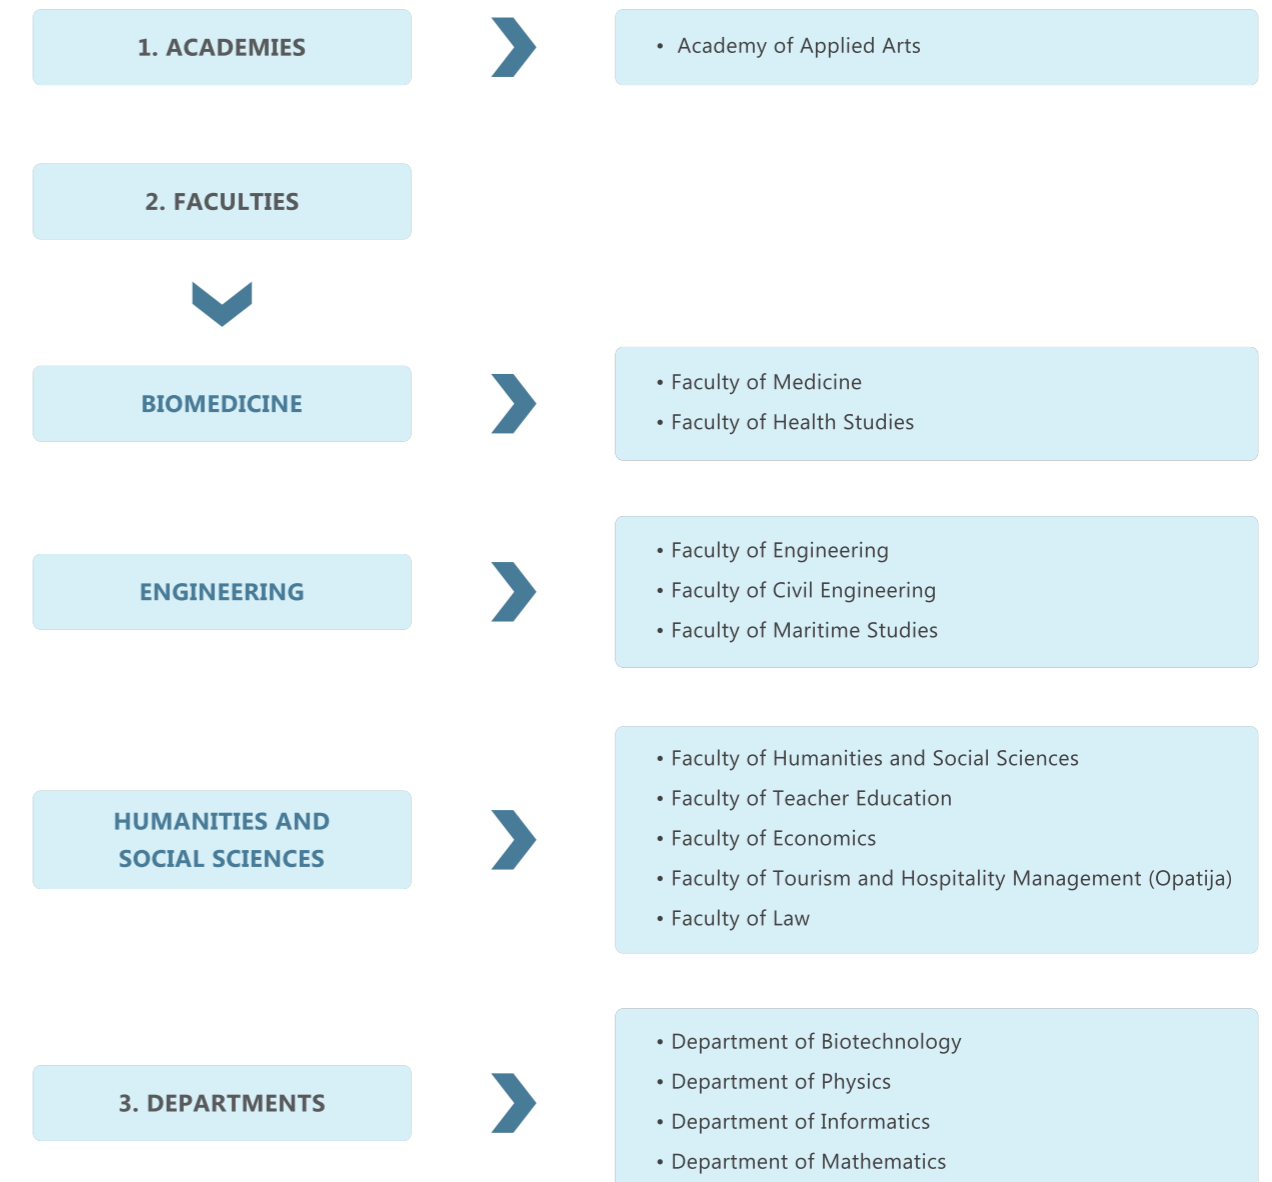 1. ACADEMIES
• Academy of Applied Arts
2. FACULTIES
BIOMEDICINE
• Faculty of Medicine
• Faculty of Health Studies
ENGINEERING
• Faculty of Engineering
• Faculty of Civil Engineering
• Faculty of Maritime Studies
HUMANITIES AND
SOCIAL SCIENCES
• Faculty of Humanities and Social Sciences
• Faculty of Teacher Education
• Faculty of Economics
• Faculty of Tourism and Hospitality Management (Opatija)
• Faculty of Law
3. DEPARTMENTS
• Department of Biotechnology
• Department of Physics
• Department of Informatics
• Department of Mathematics